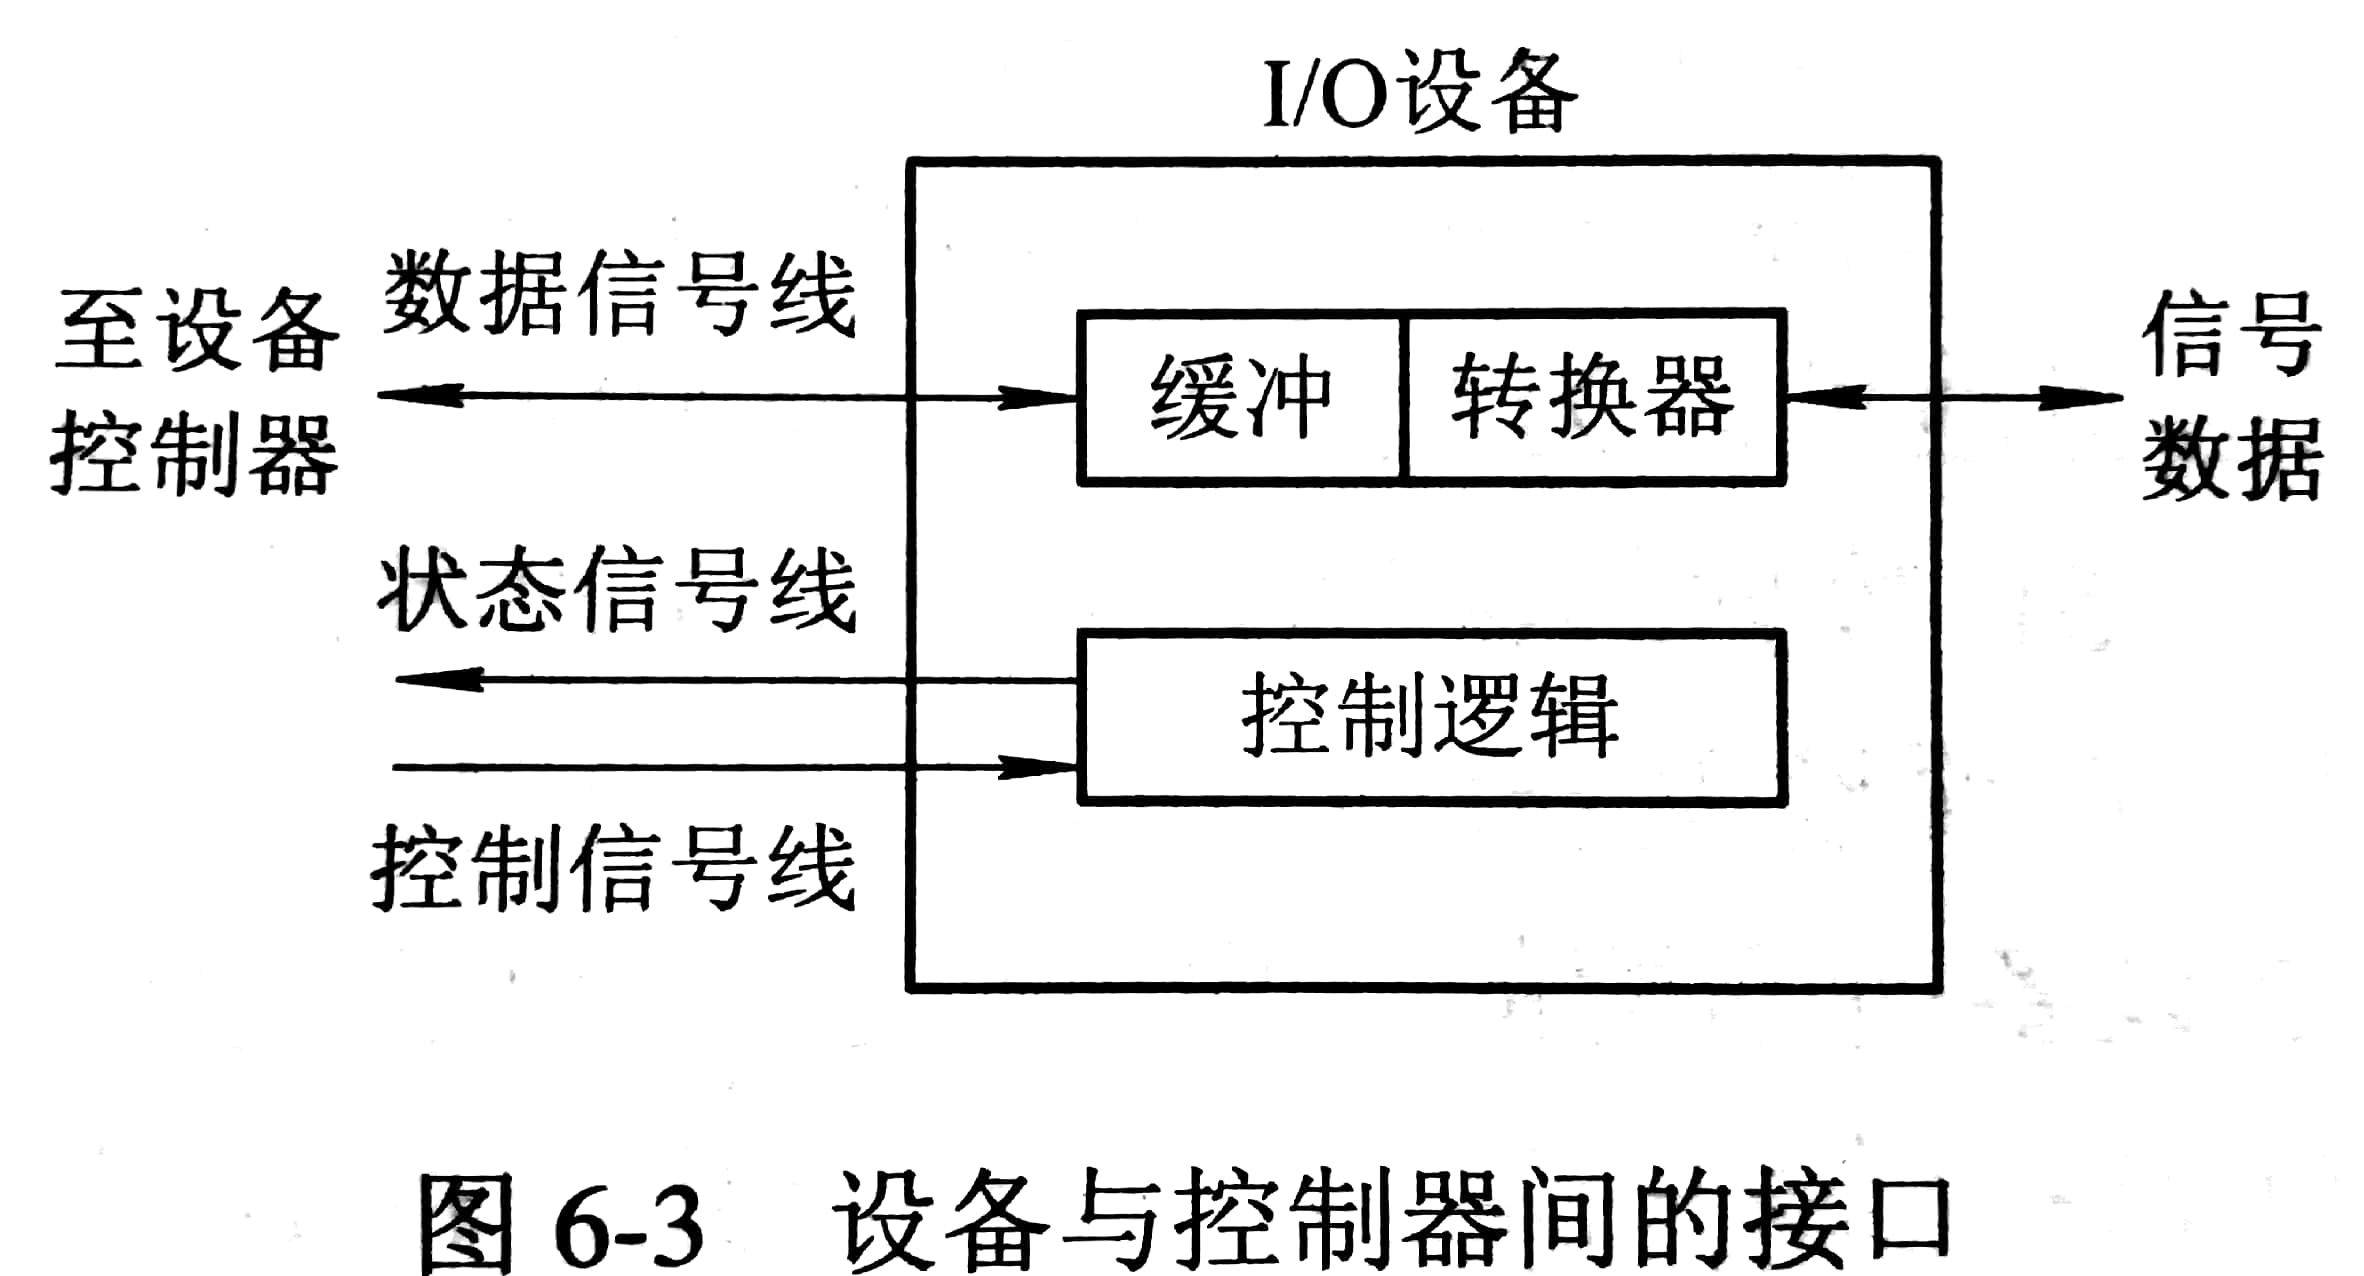 I/O设备
至设备
控制器
数据信号线
缓冲
转换器
信号
数据
状态信号线
控制逻辑
控制信号线
图 6-3 设备与控制器间的接口